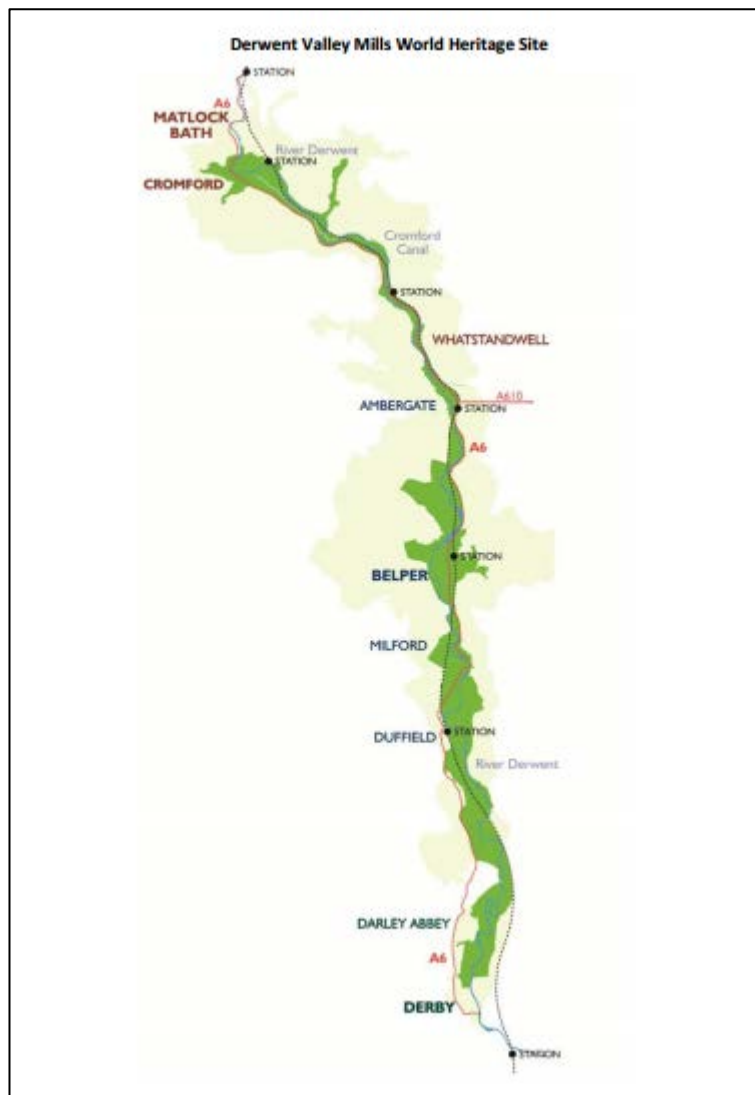 Derwent Valley Mills World Heritage Site
STATION
A6
MATLOCK
BATH
River Derwent
STATION
CROMFORD
Cromford
Canal
STATION
WHATSTANDWELL
A610
AMBERGATE
STATION
A6
STATION
BELPER
MILFORD
STATION
DUFFIELD
River Derwent
DARLEY ABBEY
A6
DERBY
STATION